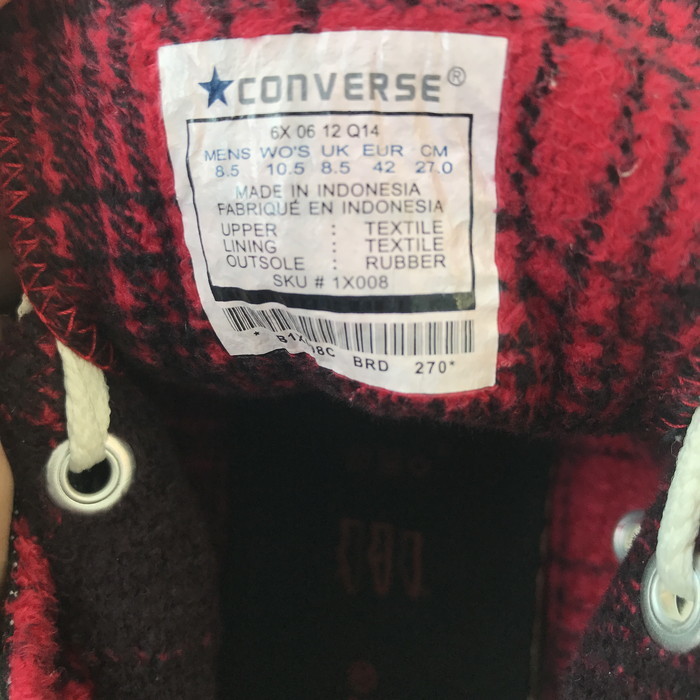 CONVERSE®
6X 06 12 Q14
MENS WO'S UK EUR CM
8.5 10.5 8.5 42 27.0
MADE IN INDONESIA
FABRIQUÉ EN INDONESIA
UPPER : TEXTILE
LINING : TEXTILE
OUTSOLE : RUBBER
SKU # 1X008
BRD 270*